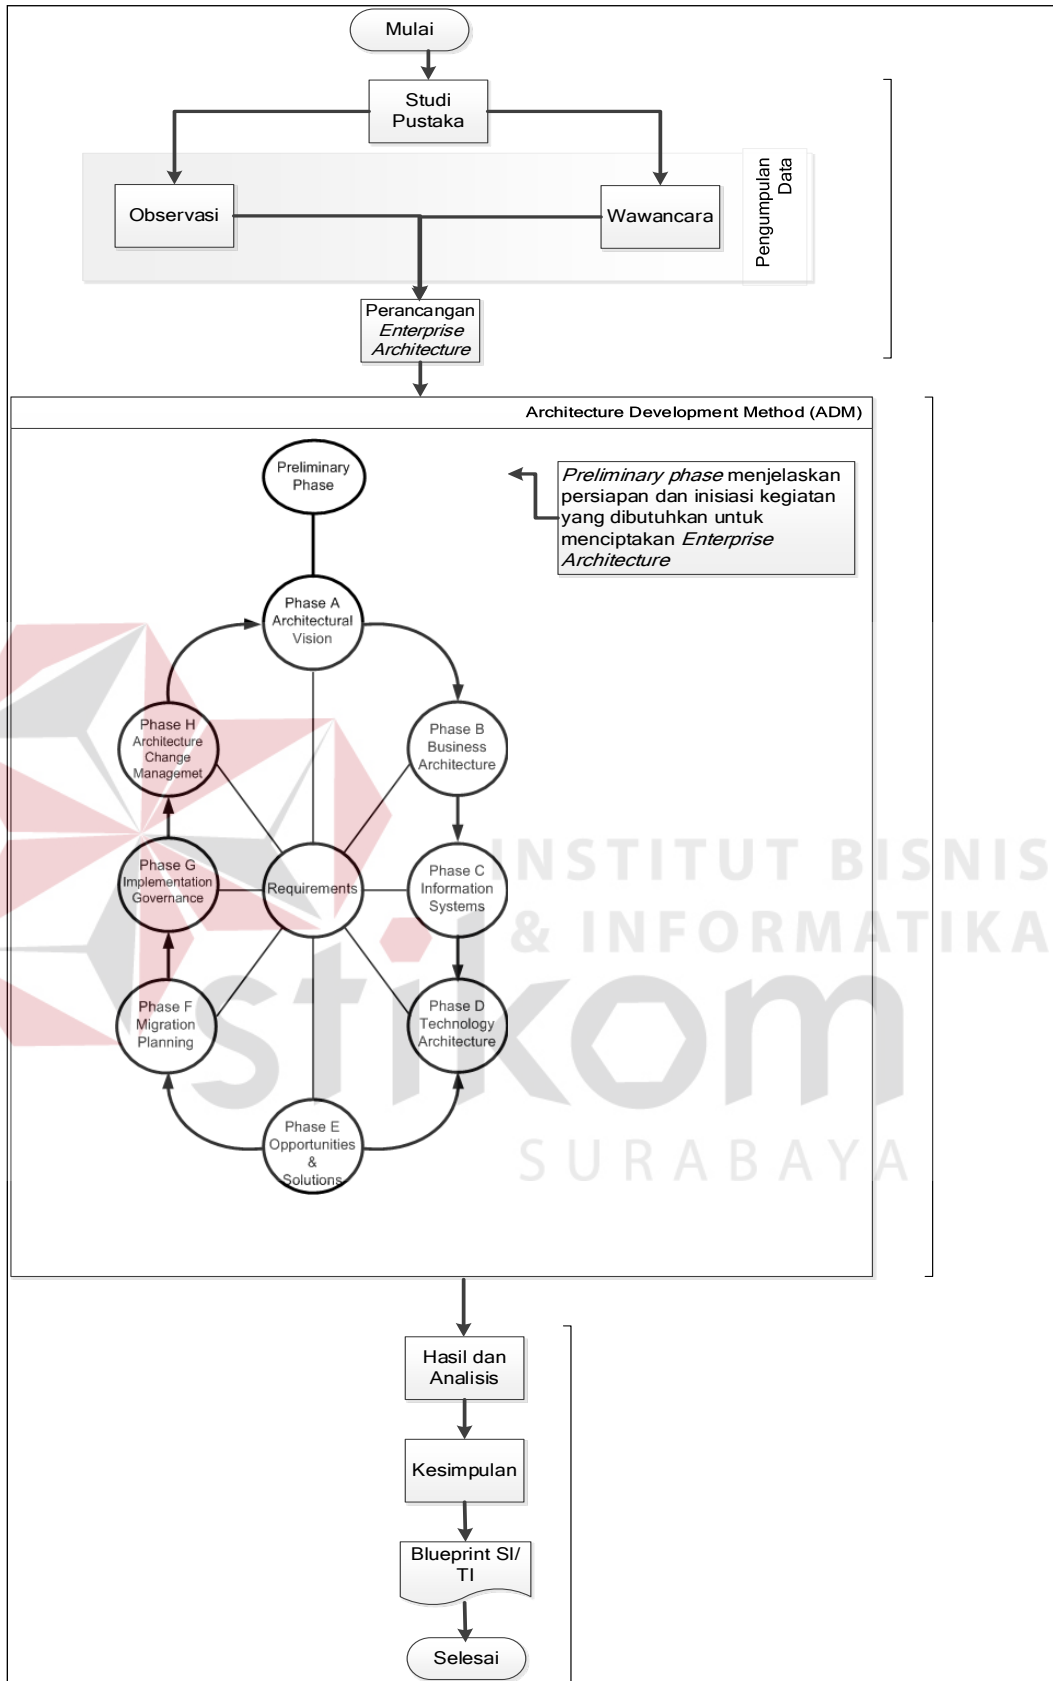 Mulai
Studi
Pustaka
Observasi
Wawancara
Pengumpulan
Data
Perancangan
Enterprise
Architecture
Architecture Development Method (ADM)
Preliminary
Phase
Preliminary phase menjelaskan
persiapan dan inisiasi kegiatan
yang dibutuhkan untuk
menciptakan Enterprise
Architecture
Phase A
Architectural
Vision
Phase H
Architecture
Change
Managemet
Phase B
Business
Architecture
Phase G
Implementation
Governance
Requirements
Phase C
Information
Systems
Phase F
Migration
Planning
Phase D
Technology
Architecture
Phase E
Opportunities
&
Solutions
INSTITUT BISNIS
& INFORMATIKA
stikom
SURABAYA
Hasil dan
Analisis
Kesimpulan
Blueprint SI/
TI
Selesai